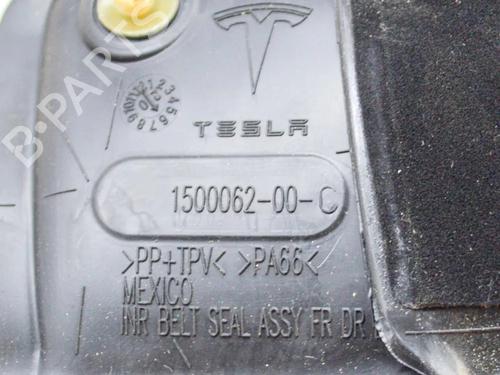 TESLA
1500062-00-C
>PP+TPV< >PA66<
MEXICO
INR BELT SEAL ASSY FR DR
B-PARTS